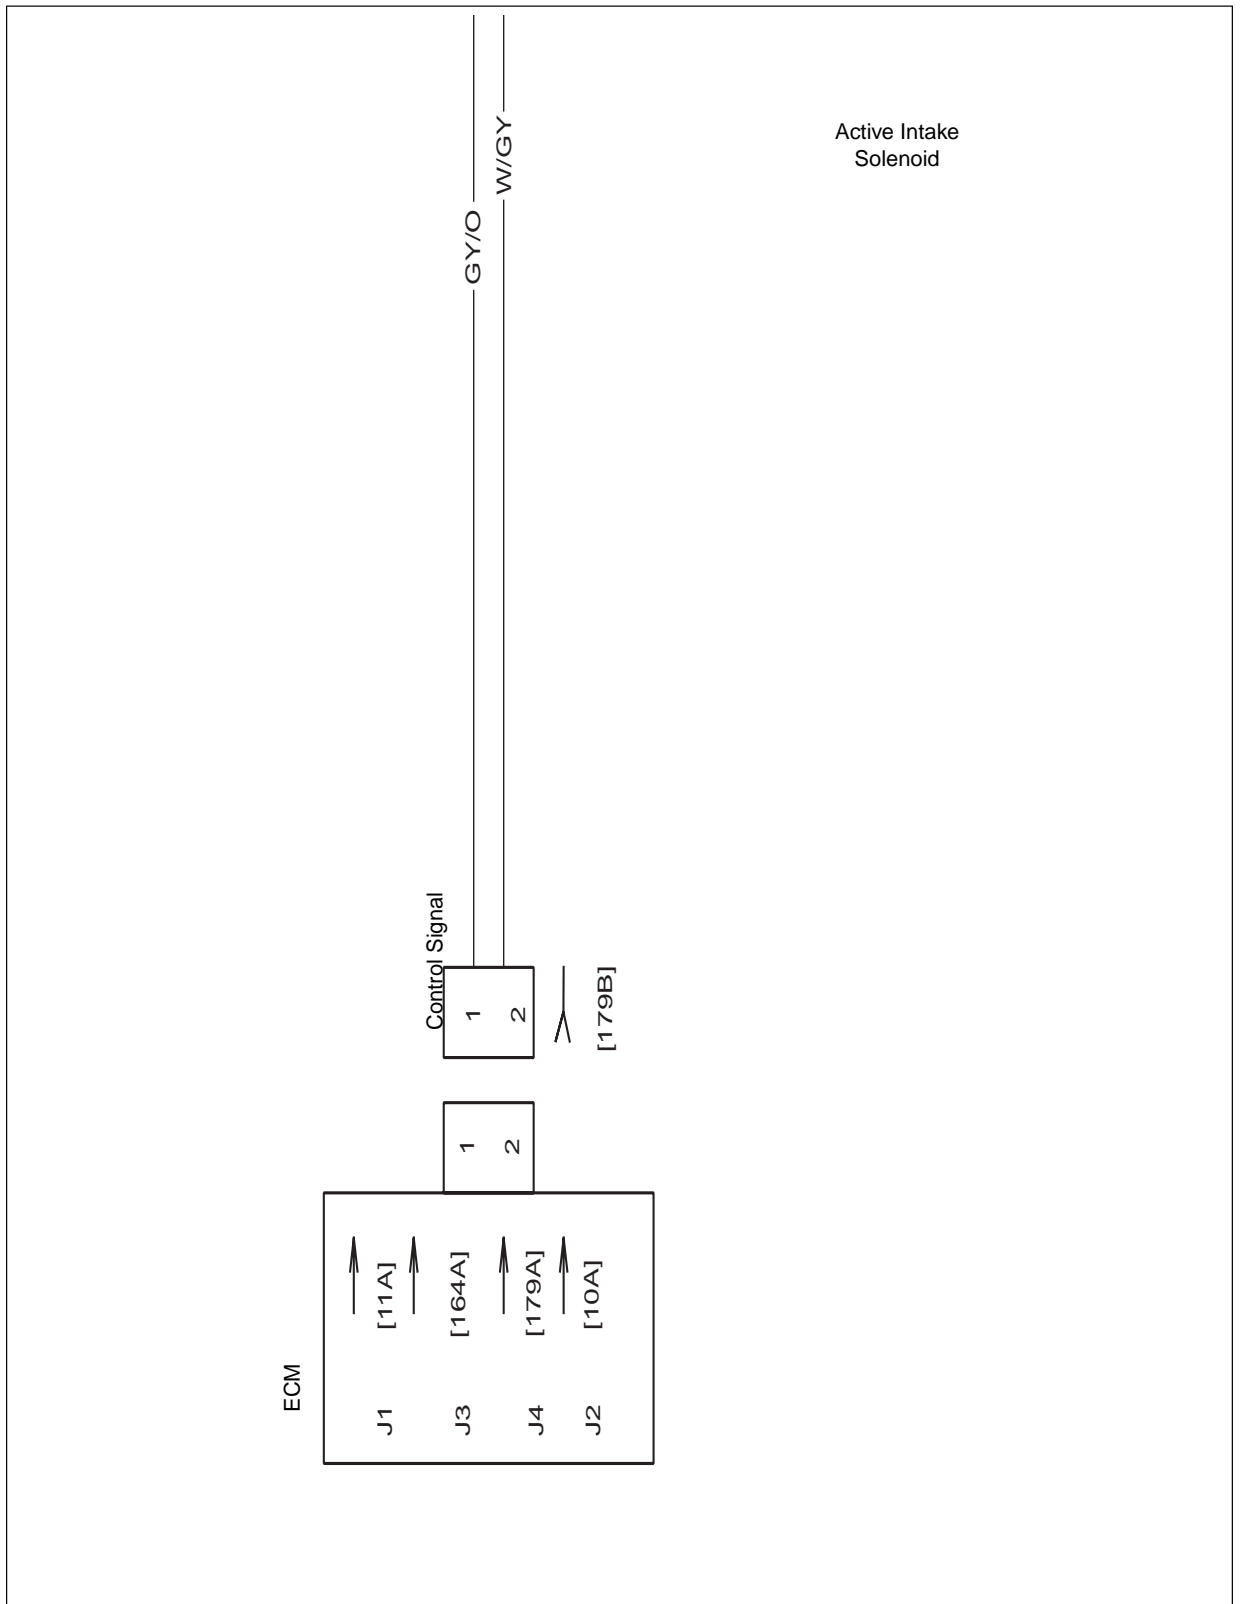 Active Intake
Solenoid
GY/O
W/GY
Control Signal
1
2
[179B]
1
2
[11A]
[164A]
[179A]
[10A]
ECM
J1
J3
J4
J2